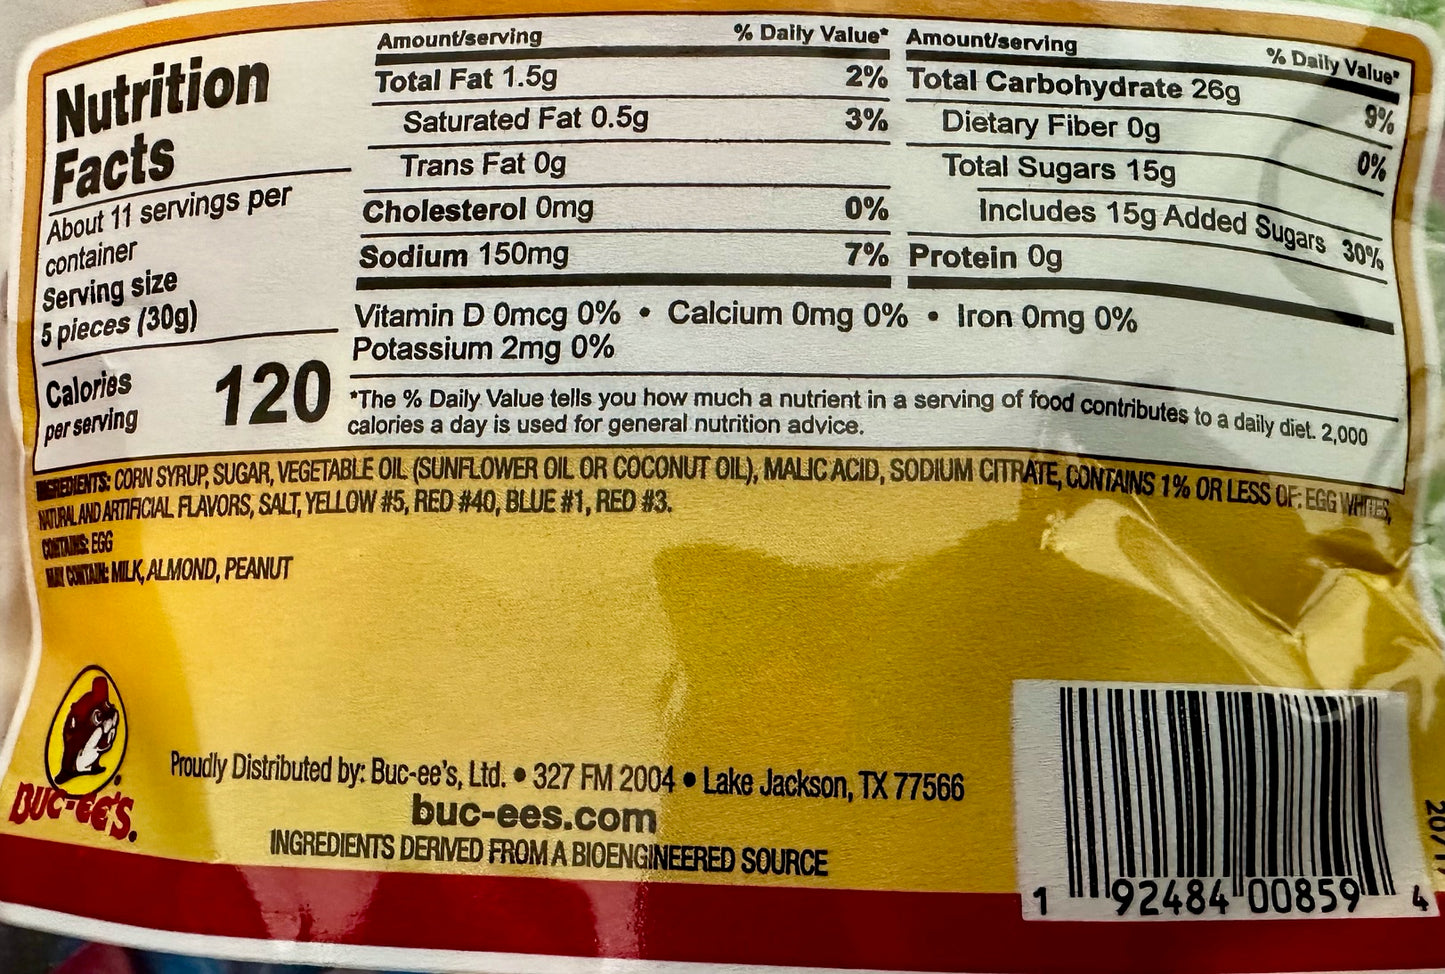 Nutrition
Facts
About 11 servings per
container
Serving size
5 pieces (30g)
Calories
per serving
120
Amount/serving % Daily Value*
Total Fat 1.5g 2%
Saturated Fat 0.5g 3%
Trans Fat 0g
Cholesterol 0mg 0%
Sodium 150mg 7%
Amount/serving % Daily Value*
Total Carbohydrate 26g 9%
Dietary Fiber 0g 0%
Total Sugars 15g
Includes 15g Added Sugars 30%
Protein 0g
Vitamin D 0mcg 0% • Calcium 0mg 0% • Iron 0mg 0%
Potassium 2mg 0%
*The % Daily Value tells you how much a nutrient in a serving of food contributes to a daily diet. 2,000
calories a day is used for general nutrition advice.
INGREDIENTS: CORN SYRUP, SUGAR, VEGETABLE OIL (SUNFLOWER OIL OR COCONUT OIL), MALIC ACID, SODIUM CITRATE, CONTAINS 1% OR LESS OF: EGG WHITES,
NATURAL AND ARTIFICIAL FLAVORS, SALT, YELLOW #5, RED #40, BLUE #1, RED #3.
CONTAINS: EGG
MAY CONTAIN: MILK, ALMOND, PEANUT
BUC-EE'S.
Proudly Distributed by: Buc-ee's, Ltd. • 327 FM 2004 • Lake Jackson, TX 77566
buc-ees.com
INGREDIENTS DERIVED FROM A BIOENGINEERED SOURCE
1 92484 00859 4